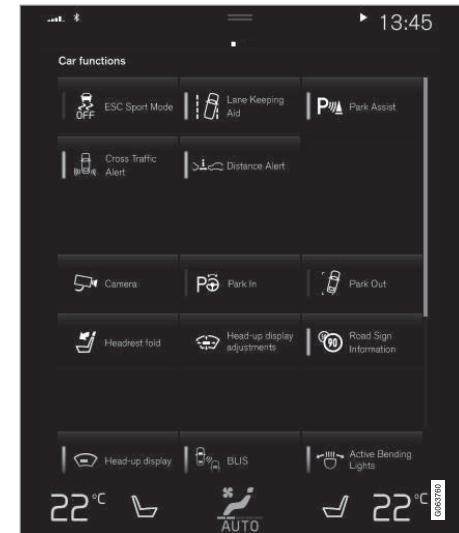 13:45
Car functions
OFF
ESC Sport Mode
Lane Keeping
Aid
P
Park Assist
Cross Traffic
Alert
Distance Alert
Camera
P
Park In
Park Out
Headrest fold
Head-up display
adjustments
90
Road Sign
Information
Head-up display
BLIS
Active Bending
Lights
22°C
AUTO
22°C
G063760